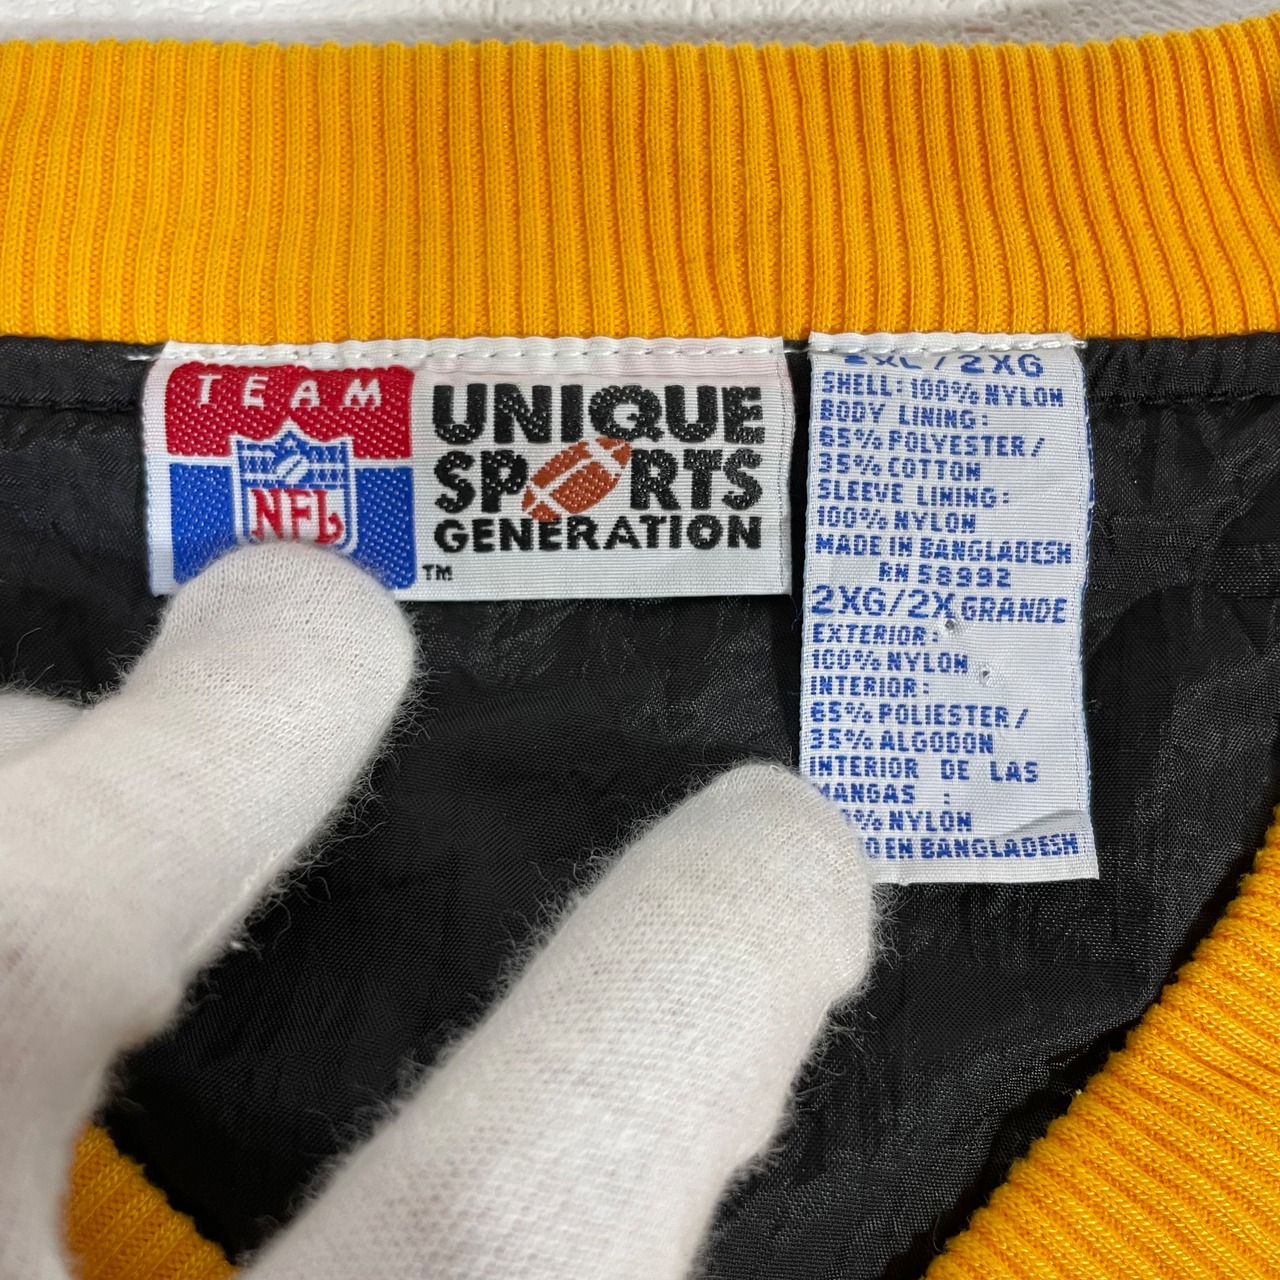 TEAM
NFL
UNIQUE
SPORTS
GENERATION
TM
2XL/2XG
SHELL: 100% NYLON
BODY LINING:
65% POLYESTER/
35% COTTON
SLEEVE LINING:
100% NYLON
MADE IN BANGLADESH
RN 58992
2XG/2X GRANDE
EXTERIOR:
100% NYLON
INTERIOR:
65% POLIESTER/
35% ALGODON
INTERIOR DE LAS
MANGAS :
% NYLON
EN BANGLADESH